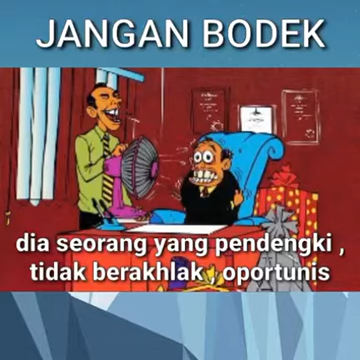 JANGAN BODEK
dia seorang yang pendengki ,
tidak berakhlak , oportunis